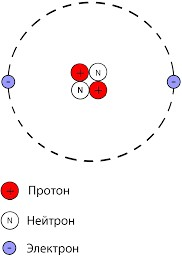 + N
- -
N +
+ Протон
N Нейтрон
- Электрон